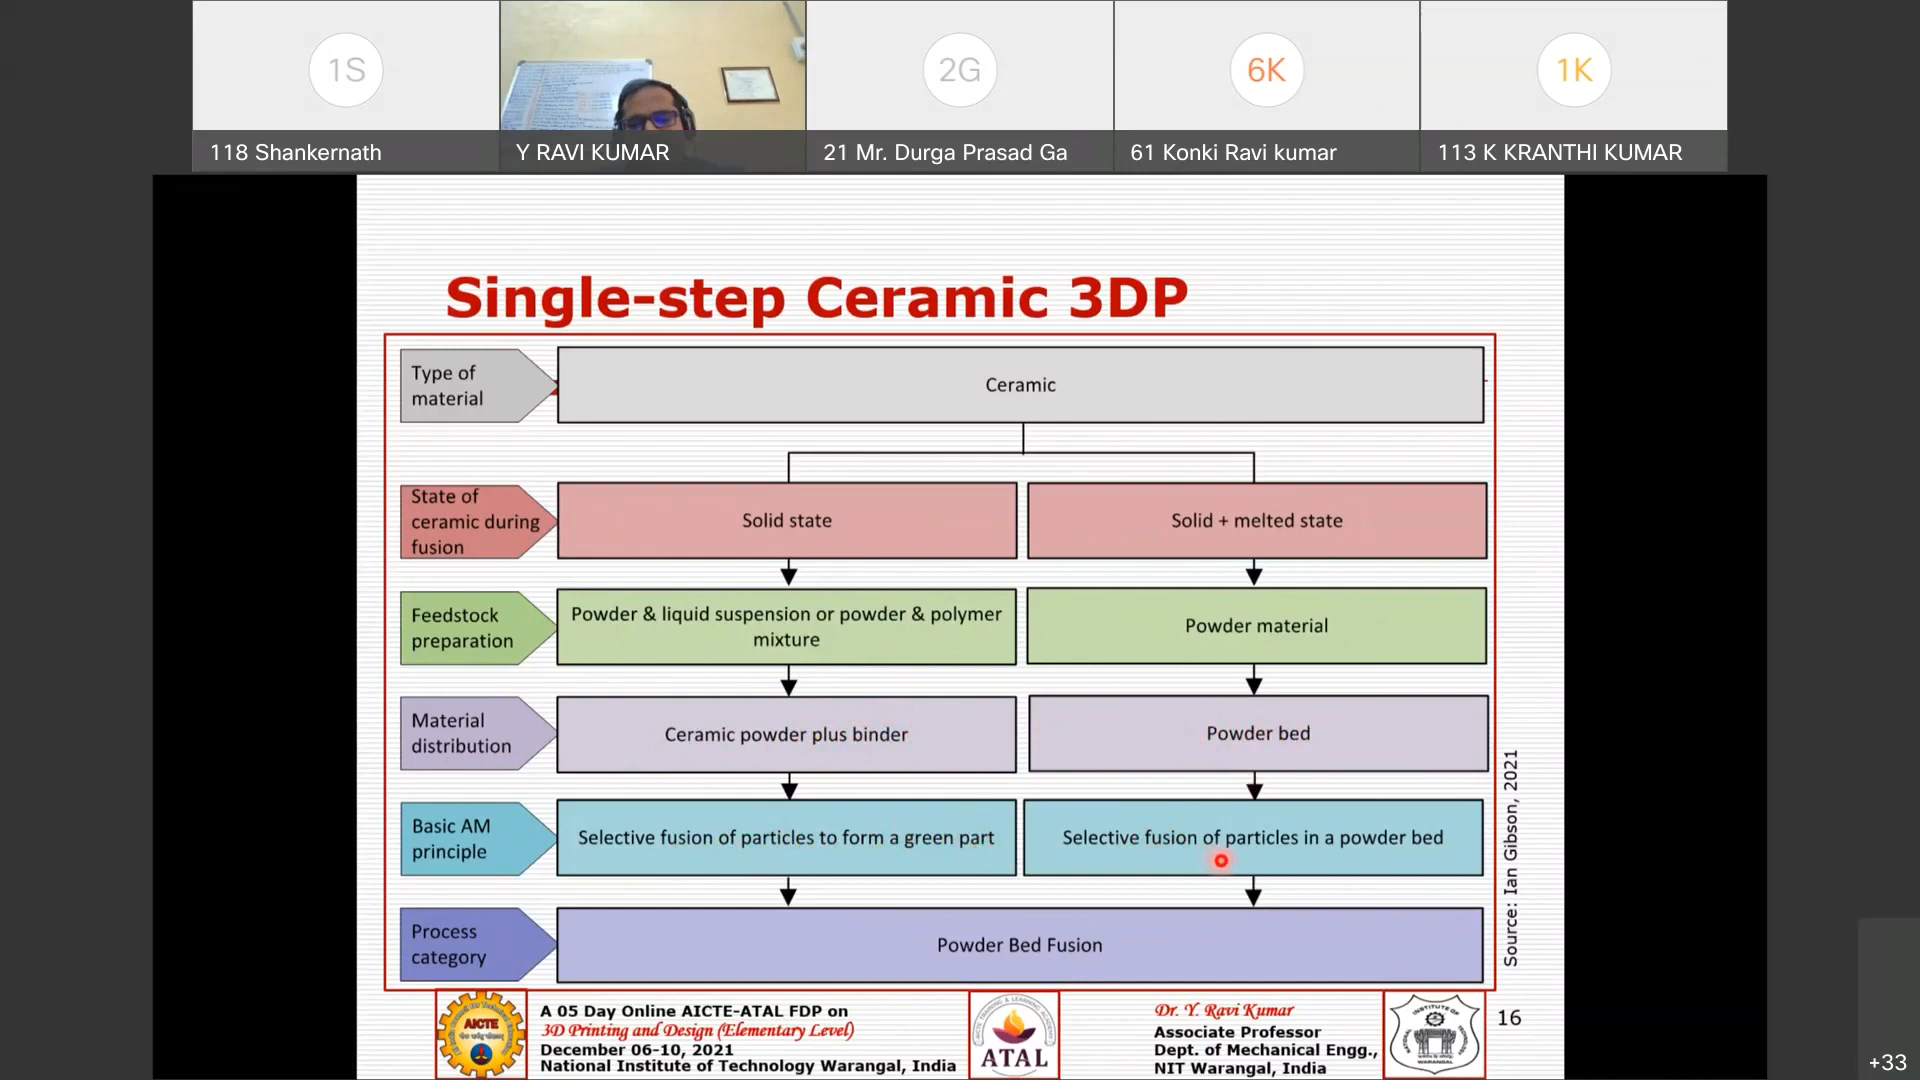 1S
2G
6K
1K
118 Shankernath
Y RAVI KUMAR
21 Mr. Durga Prasad Ga
61 Konki Ravi kumar
113 K KRANTHI KUMAR
Single-step Ceramic 3DP
Type of
material
Ceramic
State of
ceramic during
fusion
Solid state
Solid + melted state
Feedstock
preparation
Powder & liquid suspension or powder & polymer
mixture
Powder material
Material
distribution
Ceramic powder plus binder
Powder bed
Basic AM
principle
Selective fusion of particles to form a green part
Selective fusion of particles in a powder bed
Process
category
Powder Bed Fusion
Source: Ian Gibson, 2021
AICTE
A 05 Day Online AICTE-ATAL FDP on
3D Printing and Design (Elementary Level)
December 06-10, 2021
National Institute of Technology Warangal, India
ATAL
Dr. Y. Ravi Kumar
Associate Professor
Dept. of Mechanical Engg.,
NIT Warangal, India
16
+33